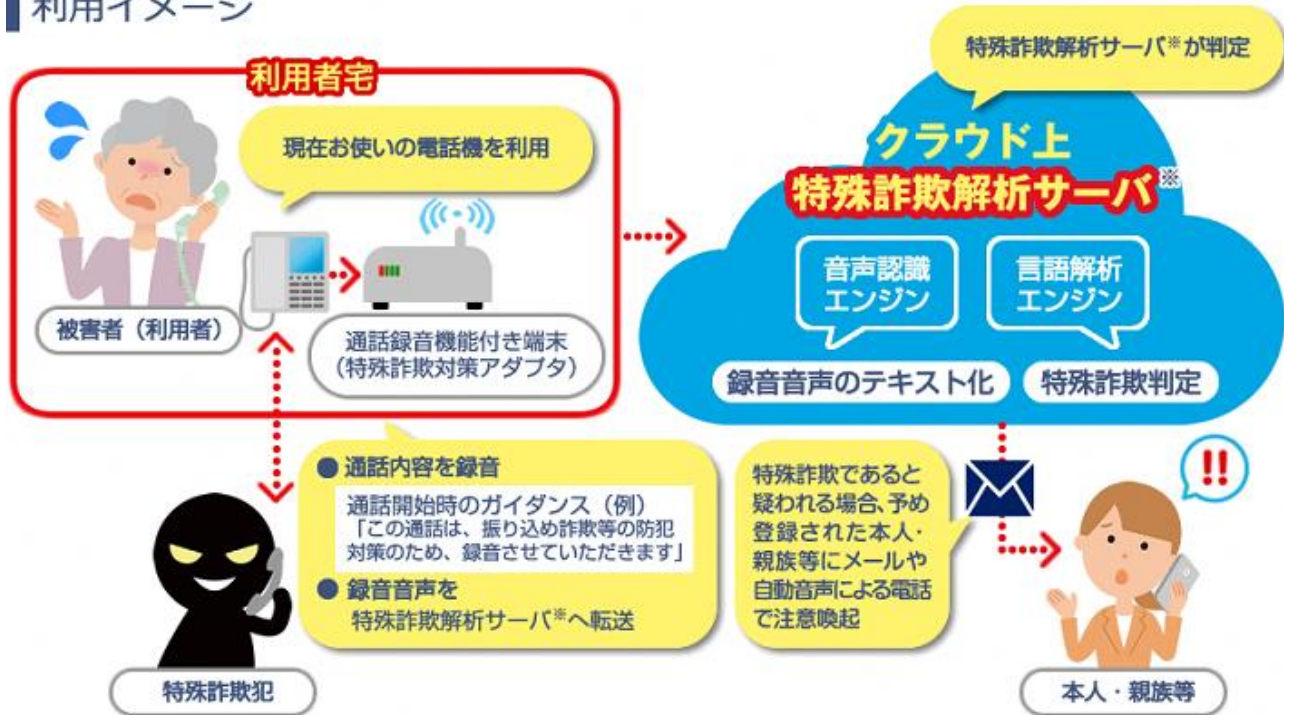 利用イメージ
利用者宅
現在お使いの電話機を利用
被害者（利用者）
通話録音機能付き端末
（特殊詐欺対策アダプタ）
特殊詐欺解析サーバ※が判定
クラウド上
特殊詐欺解析サーバ※
音声認識
エンジン
言語解析
エンジン
録音音声のテキスト化
特殊詐欺判定
● 通話内容を録音
通話開始時のガイダンス（例）
「この通話は、振り込め詐欺等の防犯
対策のため、録音させていただきます」
● 録音音声を
特殊詐欺解析サーバ※へ転送
特殊詐欺犯
特殊詐欺であると
疑われる場合、予め
登録された本人・
親族等にメールや
自動音声による電話
で注意喚起
!!
本人・親族等